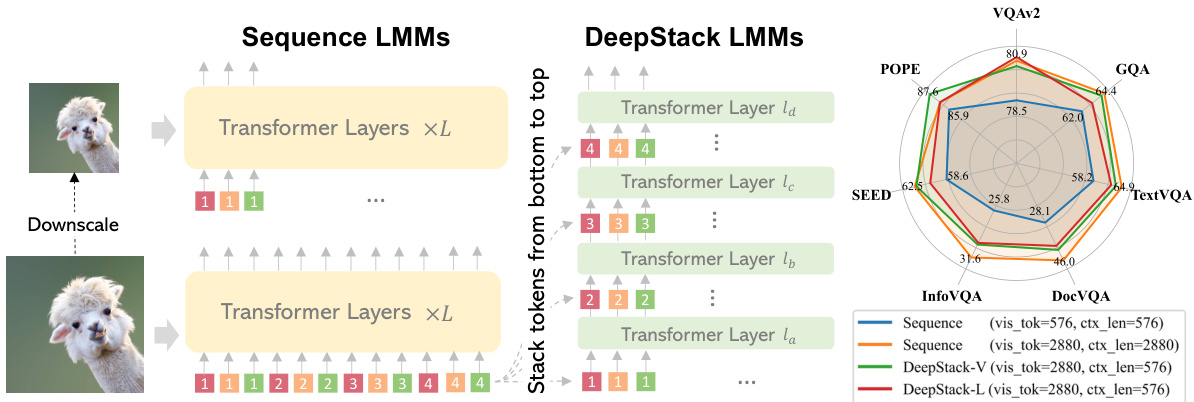 Sequence LMMs
Transformer Layers ×L
1 1 1 ...
Downscale
Transformer Layers ×L
1 1 1 2 2 2 3 3 3 4 4 4
Stack tokens from bottom to top
DeepStack LMMs
Transformer Layer l_d
4 4 4 ⋮
Transformer Layer l_c
3 3 3 ⋮
Transformer Layer l_b
2 2 2 ⋮
Transformer Layer l_a
1 1 1 ...
VQAv2
80.9
78.5
GQA
64.4
62.0
TextVQA
64.9
58.2
DocVQA
46.0
28.1
InfoVQA
31.6
25.8
SEED
62.5
58.6
POPE
87.6
85.9
Sequence (vis_tok=576, ctx_len=576)
Sequence (vis_tok=2880, ctx_len=2880)
DeepStack-V (vis_tok=2880, ctx_len=576)
DeepStack-L (vis_tok=2880, ctx_len=576)